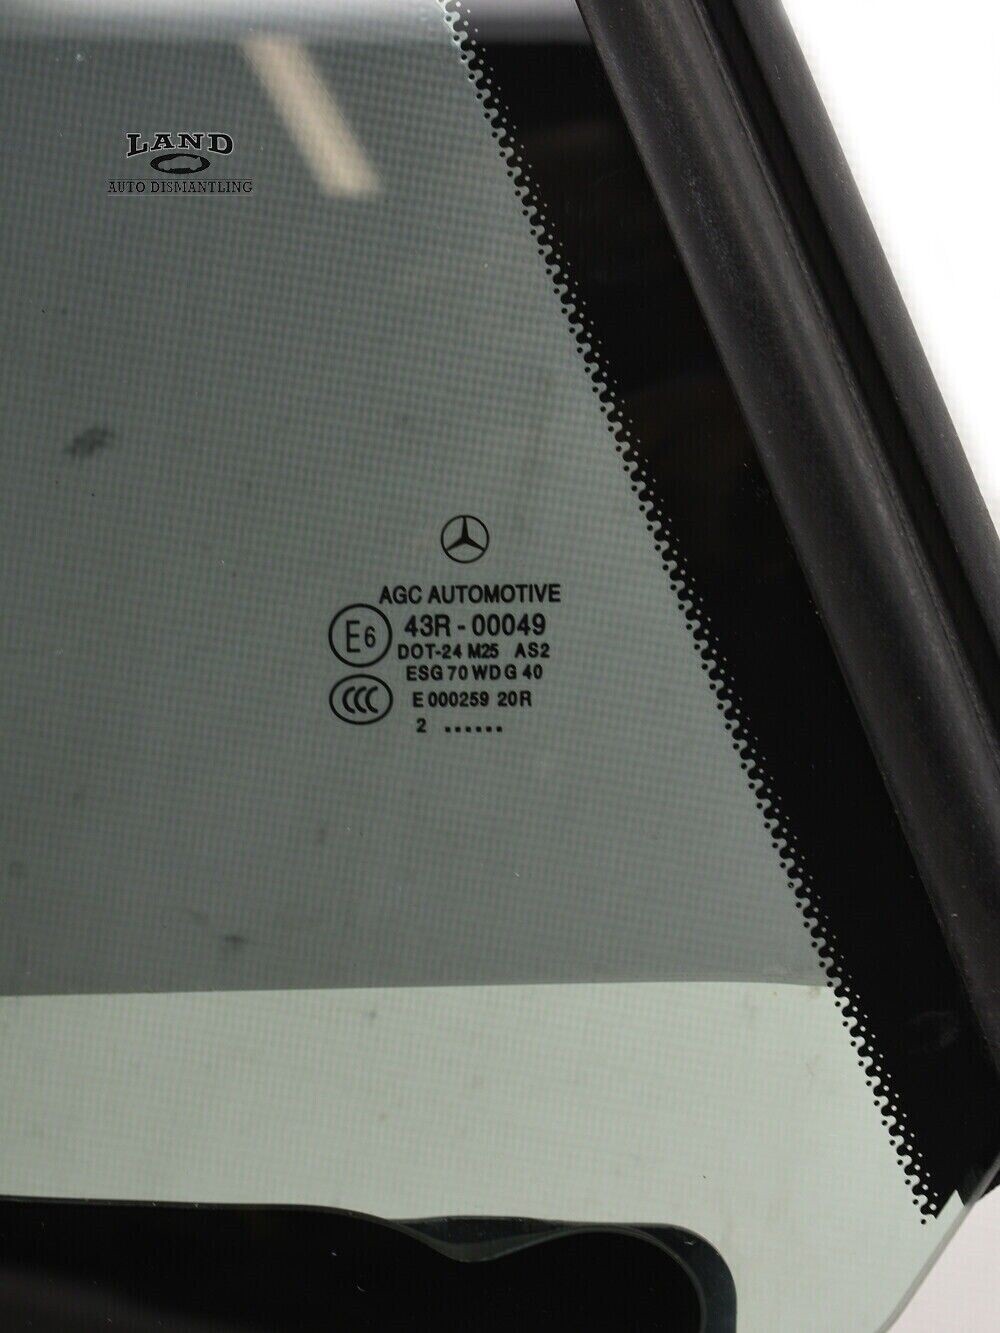 LAND
AUTO DISMANTLING
AGC AUTOMOTIVE
E6 43R - 00049
DOT-24 M25 AS2
ESG 70 WD G 40
CCC E 000259 20R
2 ......